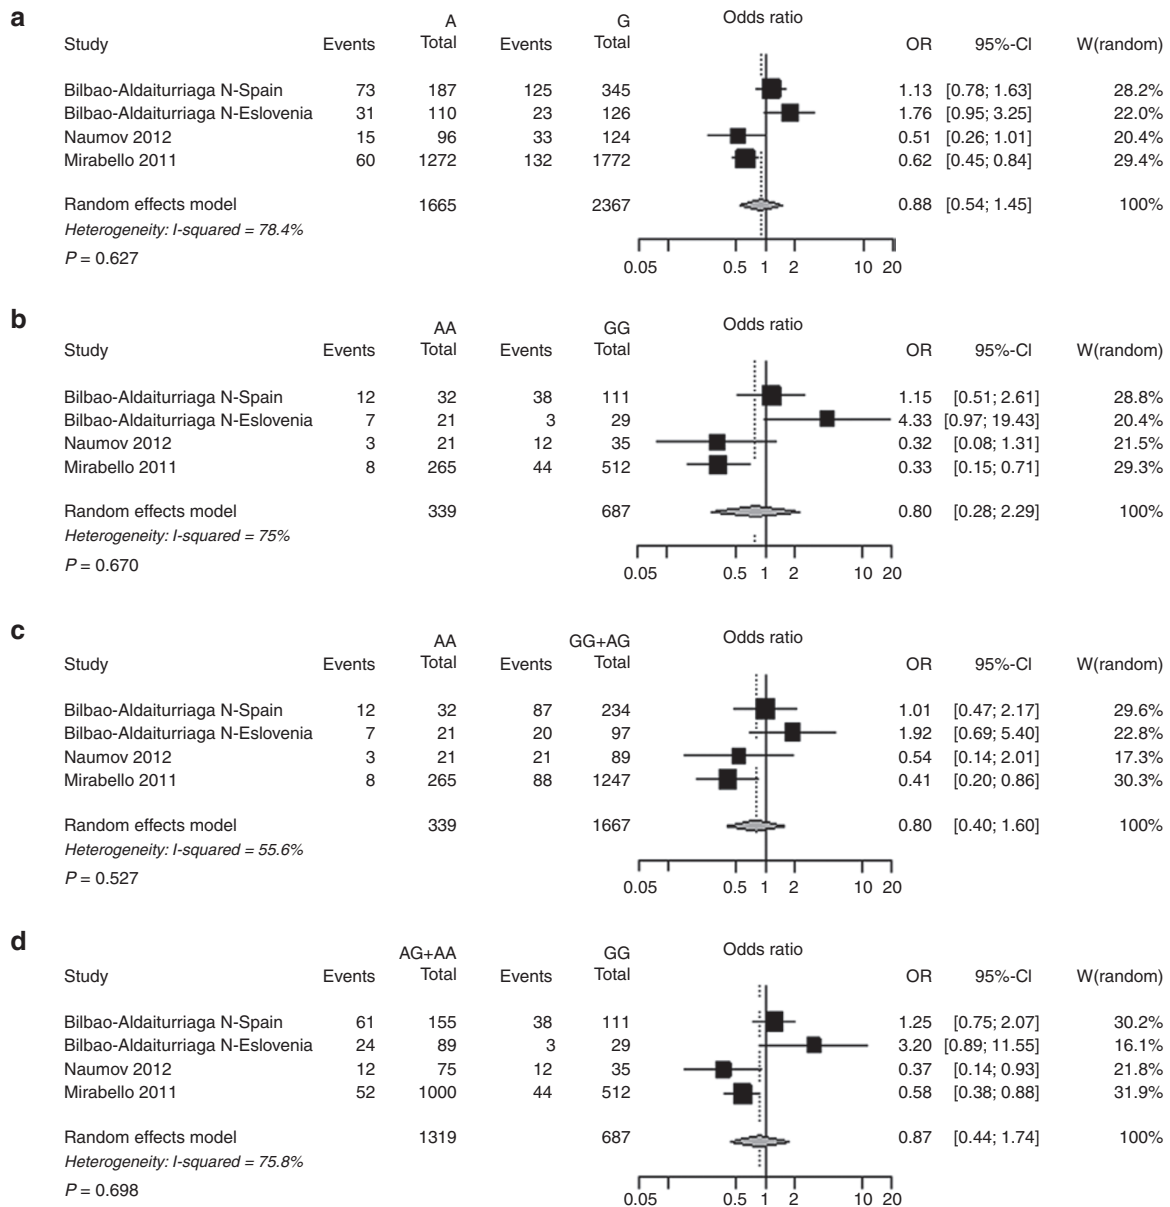 a
A G Odds ratio
Study Events Total Events Total OR 95%-CI W(random)
Bilbao-Aldaiturriaga N-Spain 73 187 125 345 1.13 [0.78; 1.63] 28.2%
Bilbao-Aldaiturriaga N-Eslovenia 31 110 23 126 1.76 [0.95; 3.25] 22.0%
Naumov 2012 15 96 33 124 0.51 [0.26; 1.01] 20.4%
Mirabello 2011 60 1272 132 1772 0.62 [0.45; 0.84] 29.4%
Random effects model 1665 2367 0.88 [0.54; 1.45] 100%
Heterogeneity: I-squared = 78.4%
P = 0.627
0.05 0.5 1 2 10 20
b
AA GG Odds ratio
Study Events Total Events Total OR 95%-CI W(random)
Bilbao-Aldaiturriaga N-Spain 12 32 38 111 1.15 [0.51; 2.61] 28.8%
Bilbao-Aldaiturriaga N-Eslovenia 7 21 3 29 4.33 [0.97; 19.43] 20.4%
Naumov 2012 3 21 12 35 0.32 [0.08; 1.31] 21.5%
Mirabello 2011 8 265 44 512 0.33 [0.15; 0.71] 29.3%
Random effects model 339 687 0.80 [0.28; 2.29] 100%
Heterogeneity: I-squared = 75%
P = 0.670
0.05 0.5 1 2 10 20
c
AA GG+AG Odds ratio
Study Events Total Events Total OR 95%-CI W(random)
Bilbao-Aldaiturriaga N-Spain 12 32 87 234 1.01 [0.47; 2.17] 29.6%
Bilbao-Aldaiturriaga N-Eslovenia 7 21 20 97 1.92 [0.69; 5.40] 22.8%
Naumov 2012 3 21 21 89 0.54 [0.14; 2.01] 17.3%
Mirabello 2011 8 265 88 1247 0.41 [0.20; 0.86] 30.3%
Random effects model 339 1667 0.80 [0.40; 1.60] 100%
Heterogeneity: I-squared = 55.6%
P = 0.527
0.05 0.5 1 2 10 20
d
AG+AA GG Odds ratio
Study Events Total Events Total OR 95%-CI W(random)
Bilbao-Aldaiturriaga N-Spain 61 155 38 111 1.25 [0.75; 2.07] 30.2%
Bilbao-Aldaiturriaga N-Eslovenia 24 89 3 29 3.20 [0.89; 11.55] 16.1%
Naumov 2012 12 75 12 35 0.37 [0.14; 0.93] 21.8%
Mirabello 2011 52 1000 44 512 0.58 [0.38; 0.88] 31.9%
Random effects model 1319 687 0.87 [0.44; 1.74] 100%
Heterogeneity: I-squared = 75.8%
P = 0.698
0.05 0.5 1 2 10 20